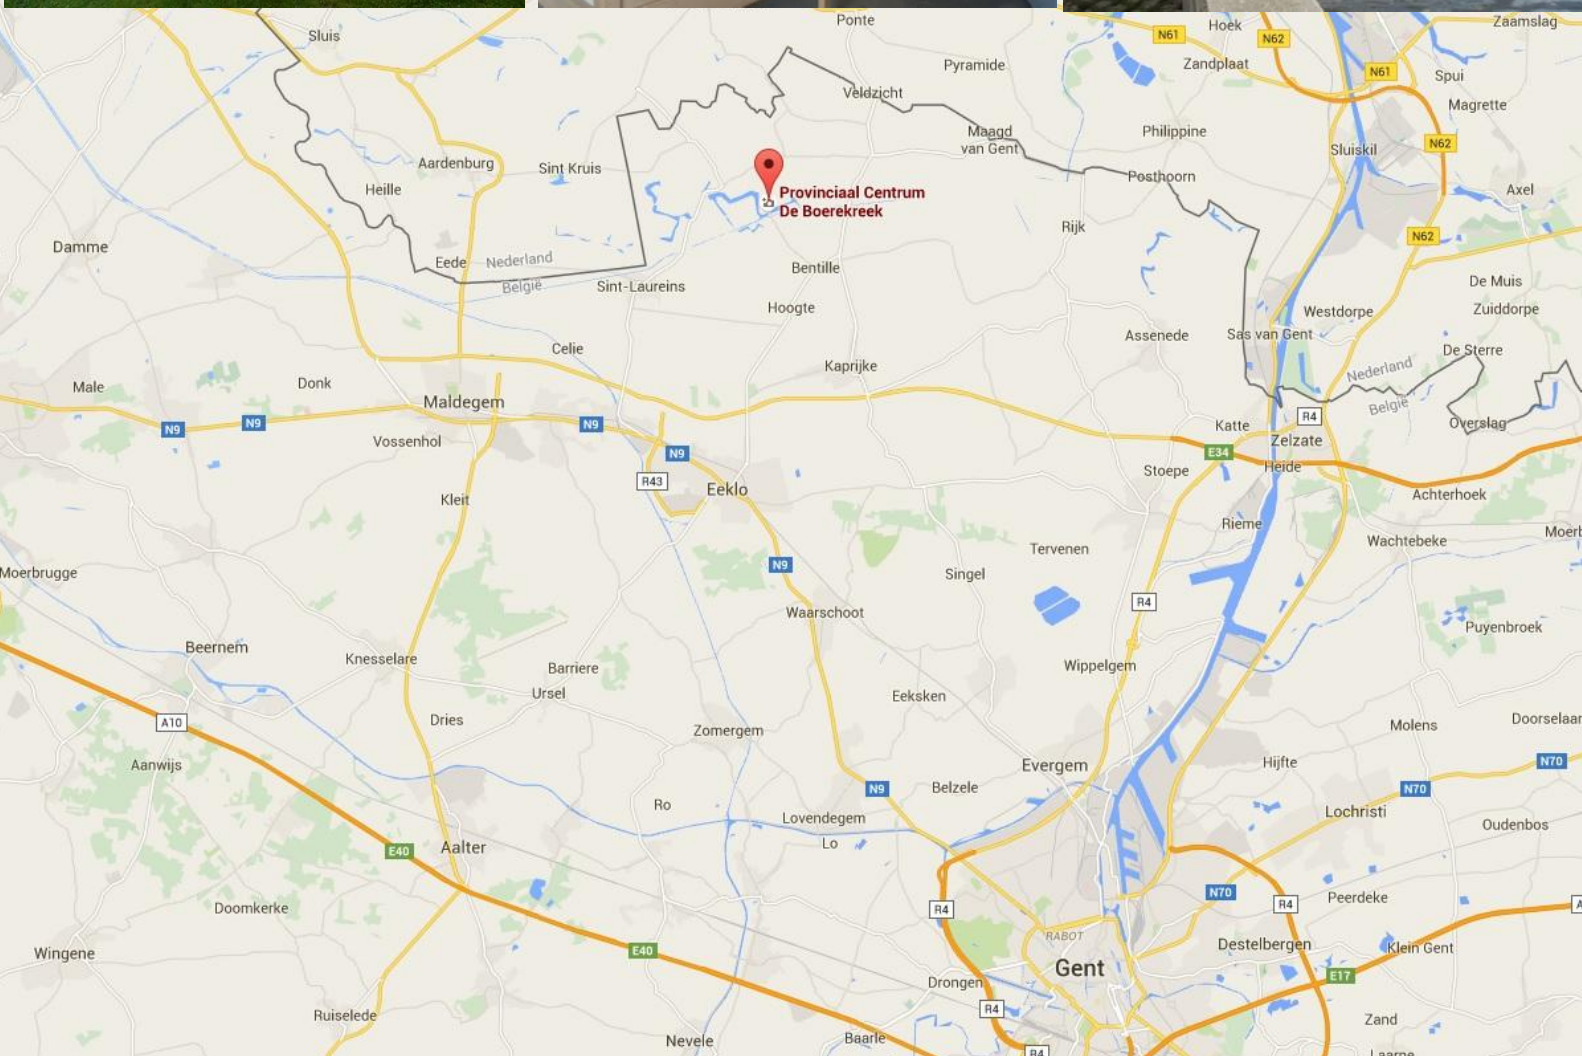 Ponte
Hoek
Zaamslag
Sluis
N61
N62
Zandplaat
Pyramide
N61
Spui
Veldzicht
Magrette
Maagd
van Gent
Philippine
N62
Sluiskil
Aardenburg
Sint Kruis
Posthoorn
Heille
Provinciaal Centrum
De Boerekreek
Axel
Rijk
N62
Damme
Eede
Nederland
België
Bentille
Sint-Laureins
De Muis
Hoogte
Westdorpe
Zuiddorpe
Assenede
Sas van Gent
Celie
De Sterre
Kaprijke
Nederland
Male
Donk
België
Maldegem
R4
N9
N9
N9
Katte
Overslag
Vossenhol
Zelzate
N9
E34
Heide
Stoepe
R43
Eeklo
Achterhoek
Kleit
Rieme
Moerb
Wachtebeke
Tervenen
N9
Moerbrugge
Singel
R4
Waarschoot
Puyenbroek
Beernem
Knesselare
Barriere
Wippelgem
Ursel
Eeksken
A10
Dries
Molens
Doorselaar
Zomergem
Aanwijs
Evergem
Hijfte
N70
N9
Belzele
N70
Ro
Lovendegem
Lochristi
Oudenbos
Lo
E40
Aalter
N70
Doomkerke
R4
R4
Peerdeke
A
RABOT
Wingene
E40
Destelbergen
Klein Gent
Gent
E17
Drongen
R4
Ruiselede
Zand
Nevele
Baarle
R4
Laarne